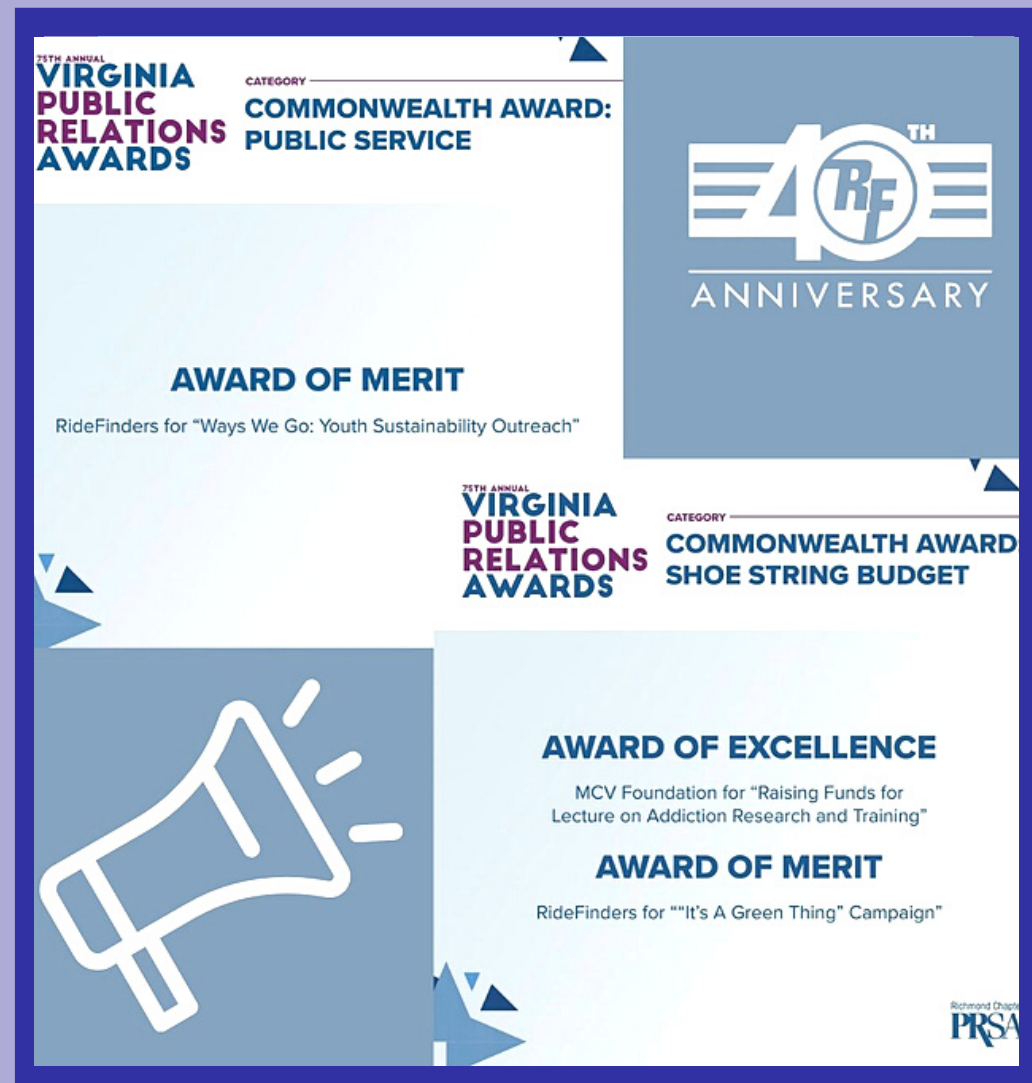 75TH ANNUAL
VIRGINIA
PUBLIC
RELATIONS
AWARDS
CATEGORY
COMMONWEALTH AWARD:
PUBLIC SERVICE
40TH
RF
ANNIVERSARY
AWARD OF MERIT
RideFinders for “Ways We Go: Youth Sustainability Outreach”
75TH ANNUAL
VIRGINIA
PUBLIC
RELATIONS
AWARDS
CATEGORY
COMMONWEALTH AWARD:
SHOE STRING BUDGET
AWARD OF EXCELLENCE
MCV Foundation for “Raising Funds for
Lecture on Addiction Research and Training”
AWARD OF MERIT
RideFinders for ““It’s A Green Thing” Campaign”
Richmond Chapte
PRSA